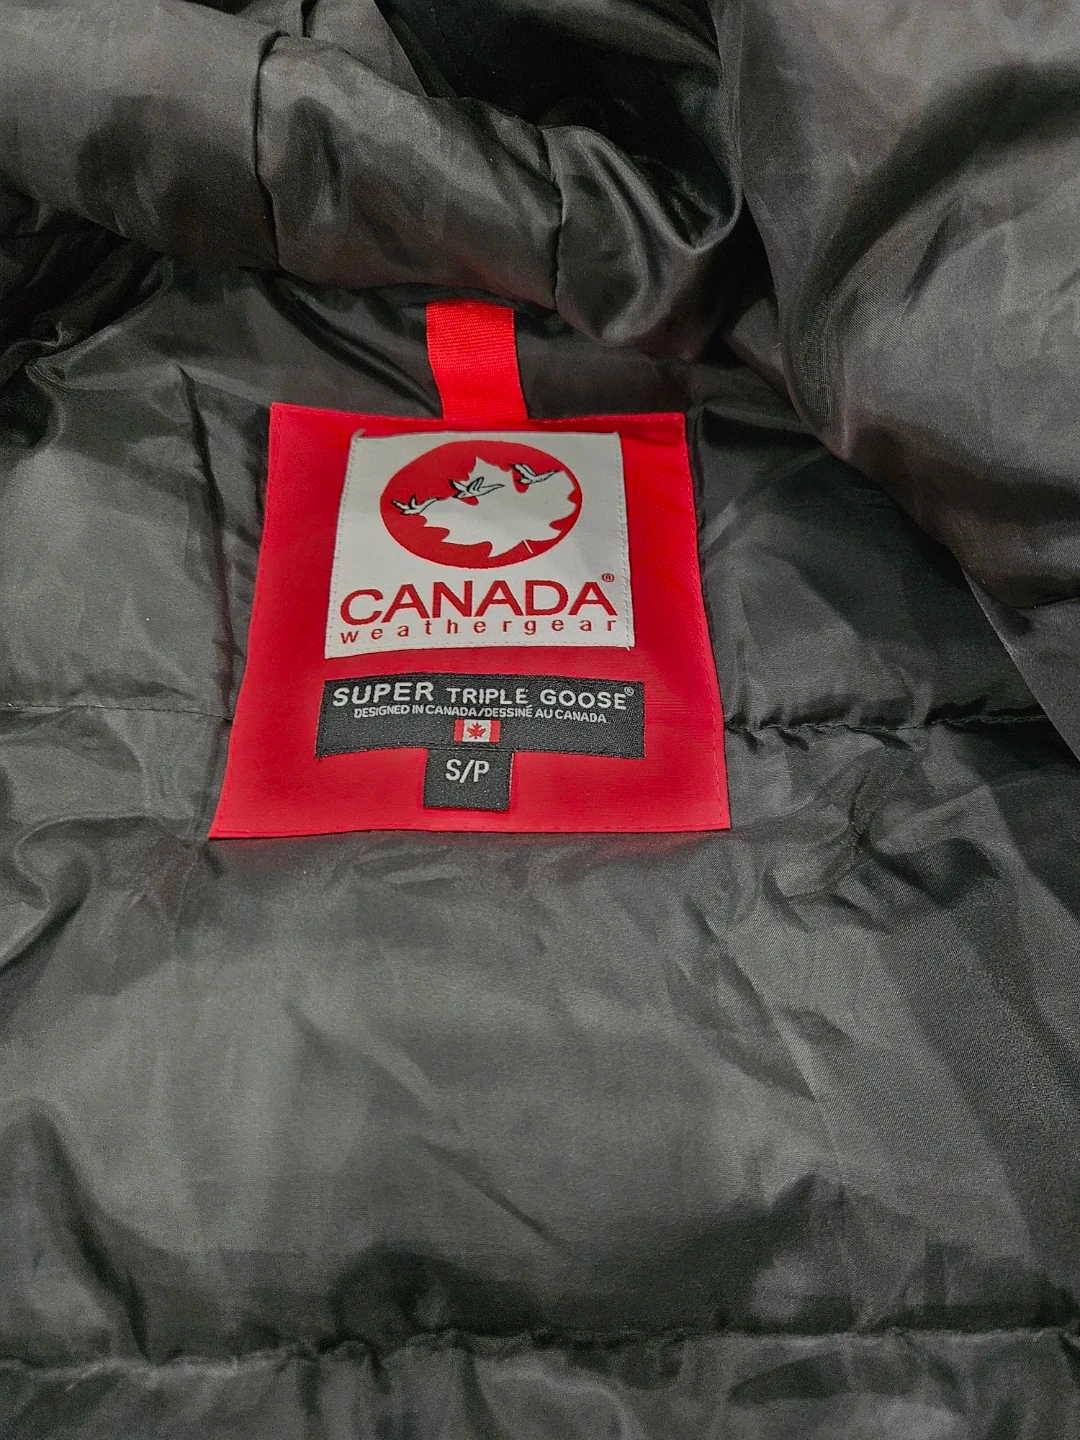 CANADA®
weathergear
SUPER TRIPLE GOOSE®
DESIGNED IN CANADA/DESSINÉ AU CANADA
S/P